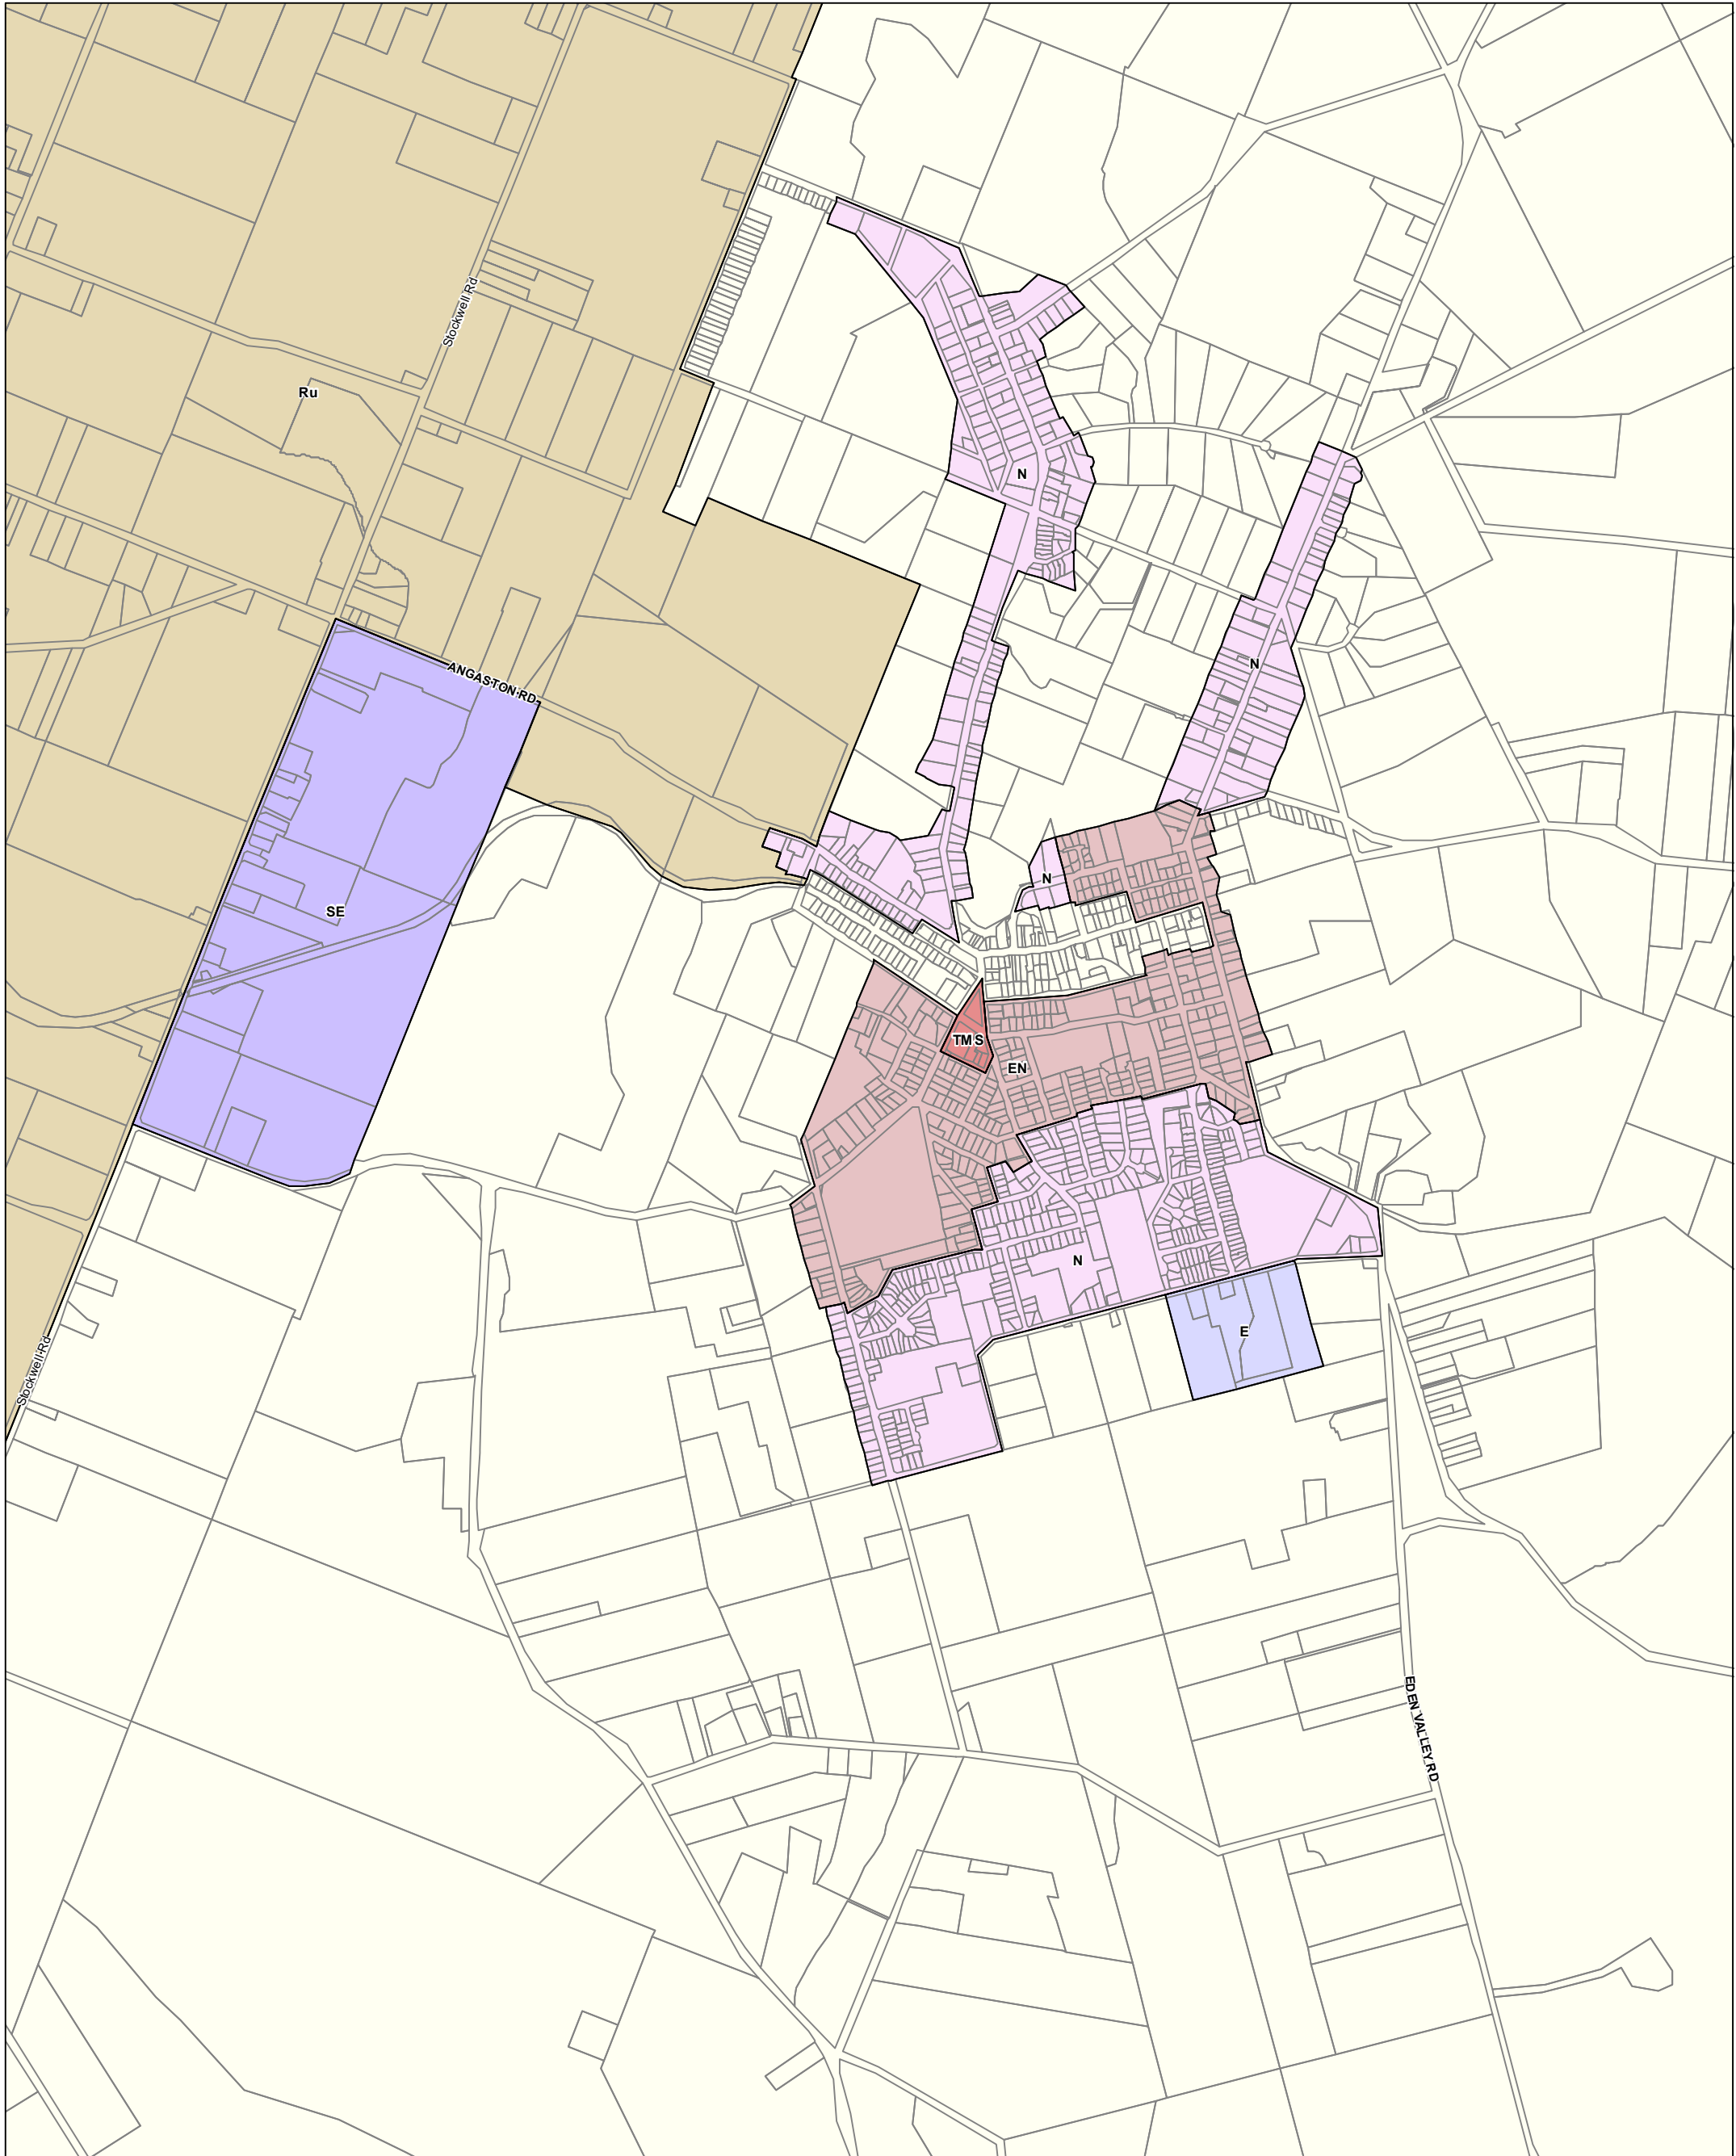 Stockwell Rd
Ru
N
N
ANGASTON RD
N
SE
TMS
EN
N
E
Stockwell Rd
EDEN VALLEY RD